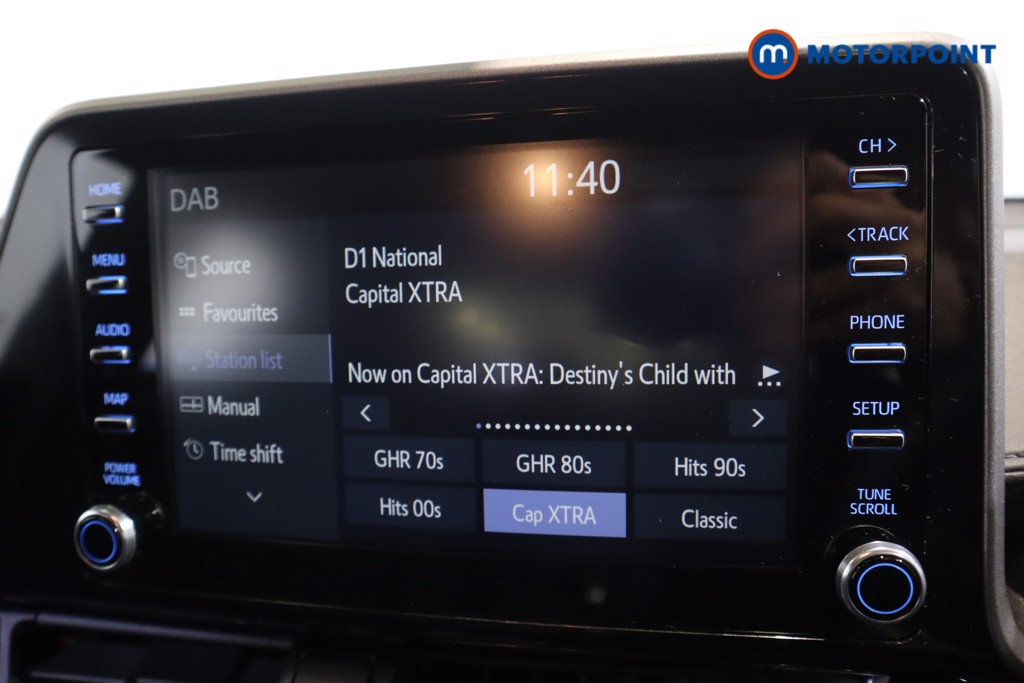 m MOTORPOINT
HOME
MENU
AUDIO
MAP
POWER
VOLUME
DAB
11:40
Source
Favourites
Station list
Manual
Time shift
D1 National
Capital XTRA
Now on Capital XTRA: Destiny's Child with
GHR 70s
GHR 80s
Hits 90s
Hits 00s
Cap XTRA
Classic
CH >
< TRACK
PHONE
SETUP
TUNE
SCROLL